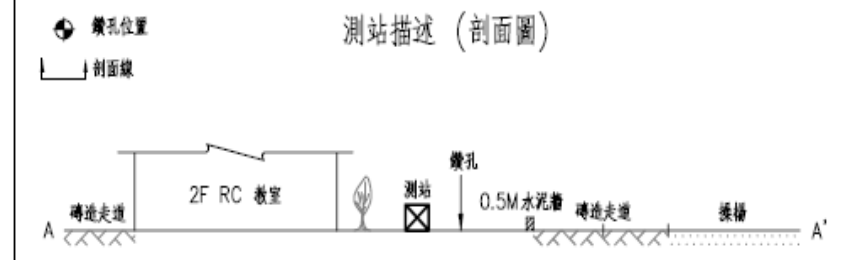 鑽孔位置
測站描述 (剖面圖)
剖面線
鑽孔
2F RC 教室
測站
0.5M水泥牆
磚造走道
磚造走道
操場
A
A'